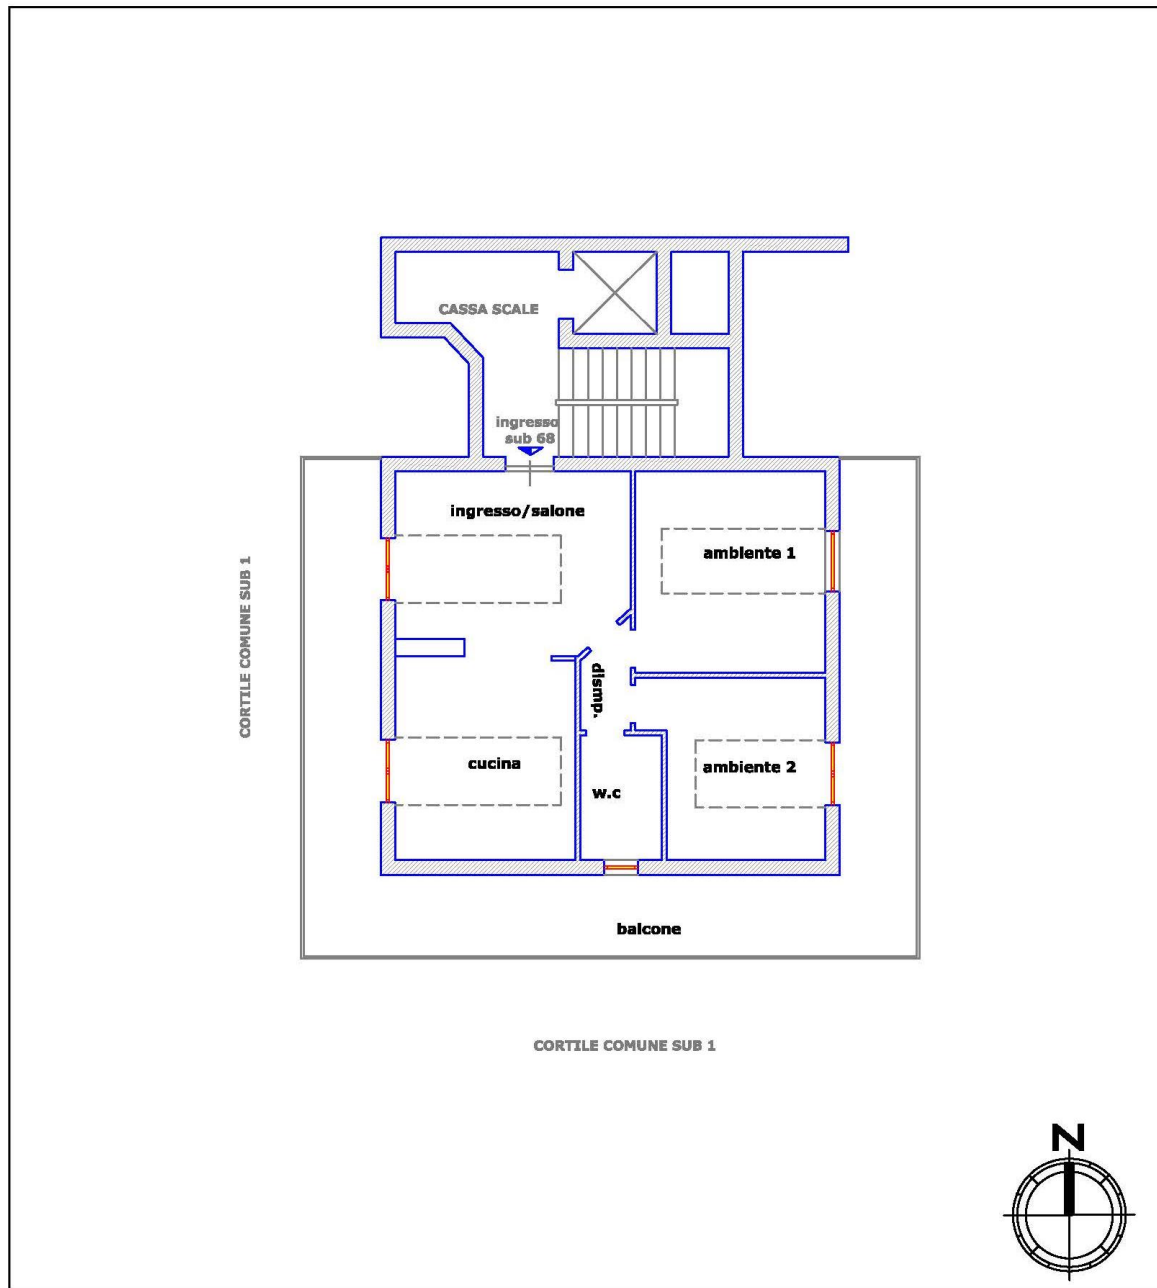 CASSA SCALE
ingresso
sub 68
ingresso/salone
ambiente 1
CORTILE COMUNE SUB 1
disimp.
cucina
ambiente 2
w.c
balcone
CORTILE COMUNE SUB 1
N